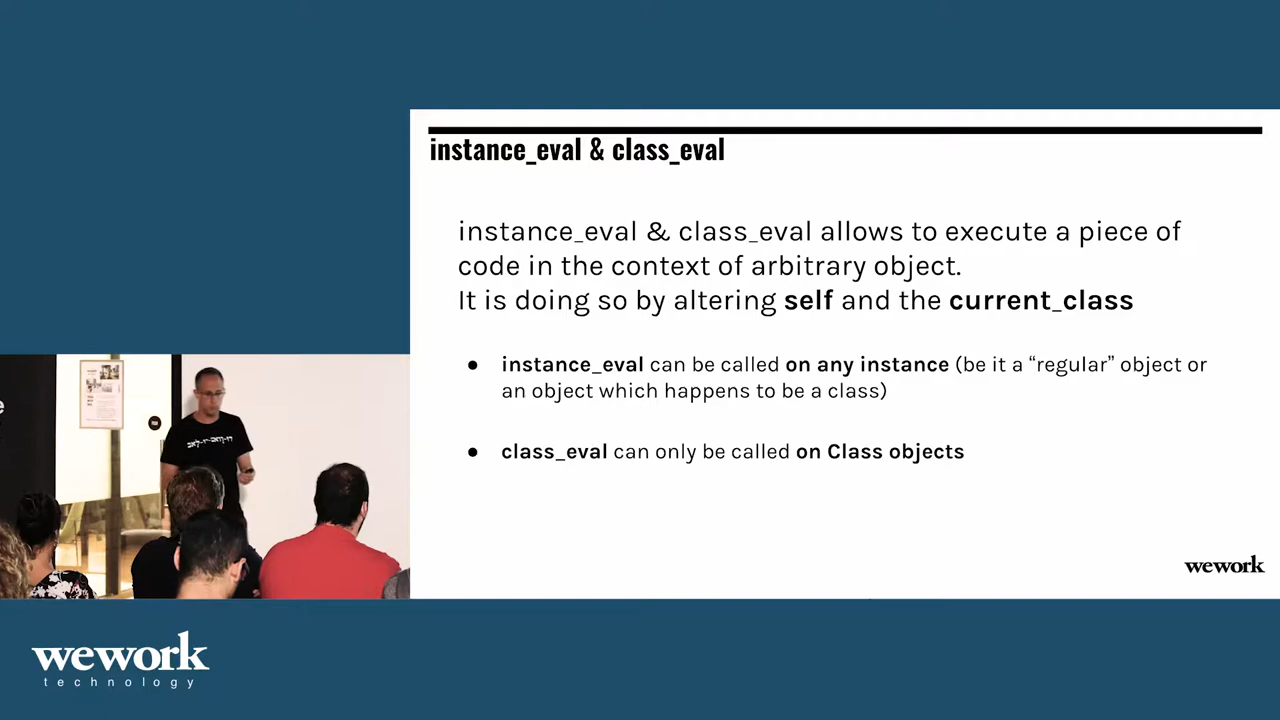 instance_eval & class_eval
instance_eval & class_eval allows to execute a piece of
code in the context of arbitrary object.
It is doing so by altering self and the current_class
● instance_eval can be called on any instance (be it a “regular” object or
an object which happens to be a class)
● class_eval can only be called on Class objects
wework
e
wework
technology